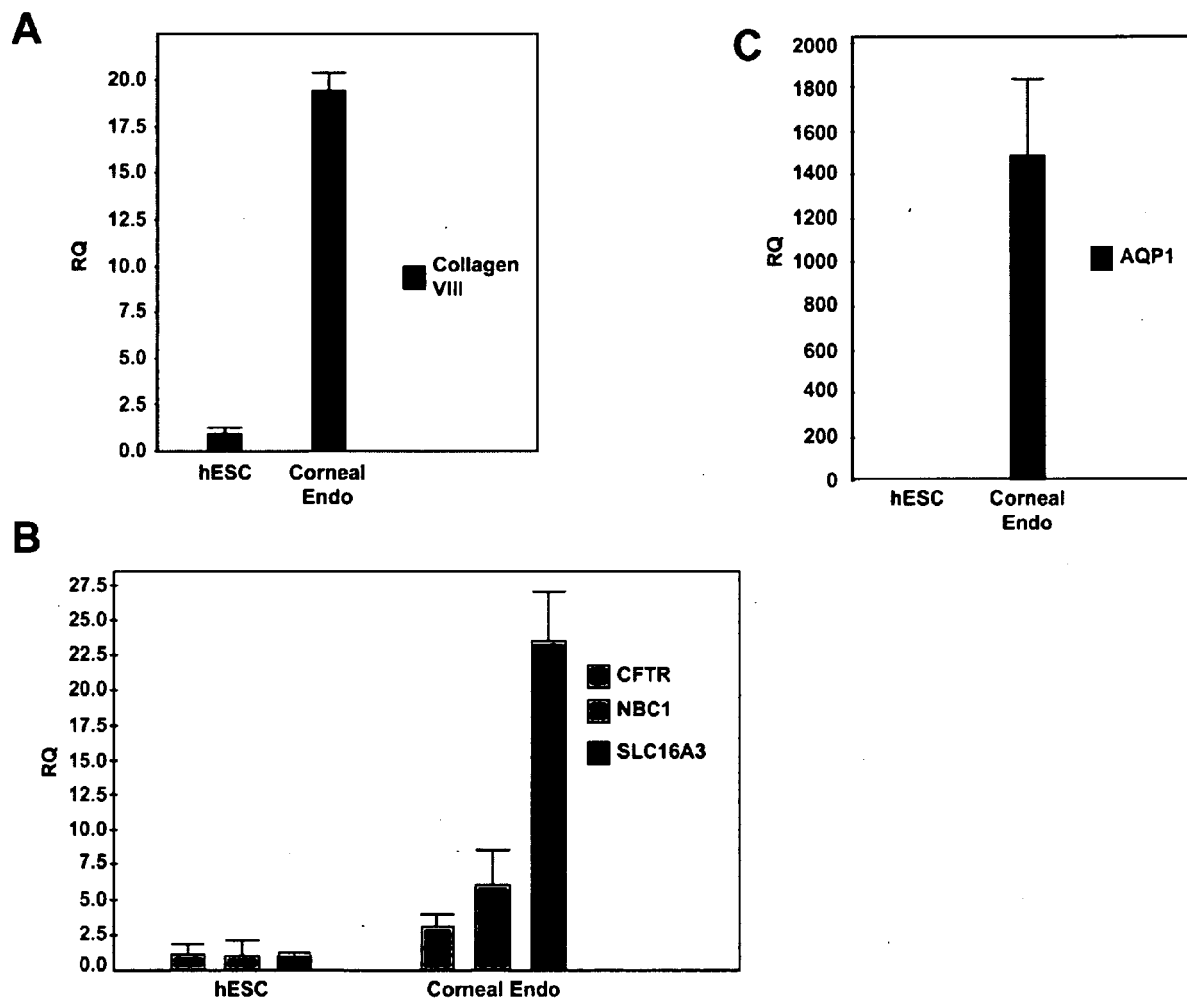 A
20.0
17.5
15.0
12.5
10.0
7.5
5.0
2.5
0.0
RQ
hESC
Corneal
Endo
Collagen
VIII
C
2000
1800
1600
1400
1200
1000
800
600
400
200
0
RQ
hESC
Corneal
Endo
AQP1
B
27.5
25.0
22.5
20.0
17.5
15.0
12.5
10.0
7.5
5.0
2.5
0.0
RQ
hESC
Corneal Endo
CFTR
NBC1
SLC16A3